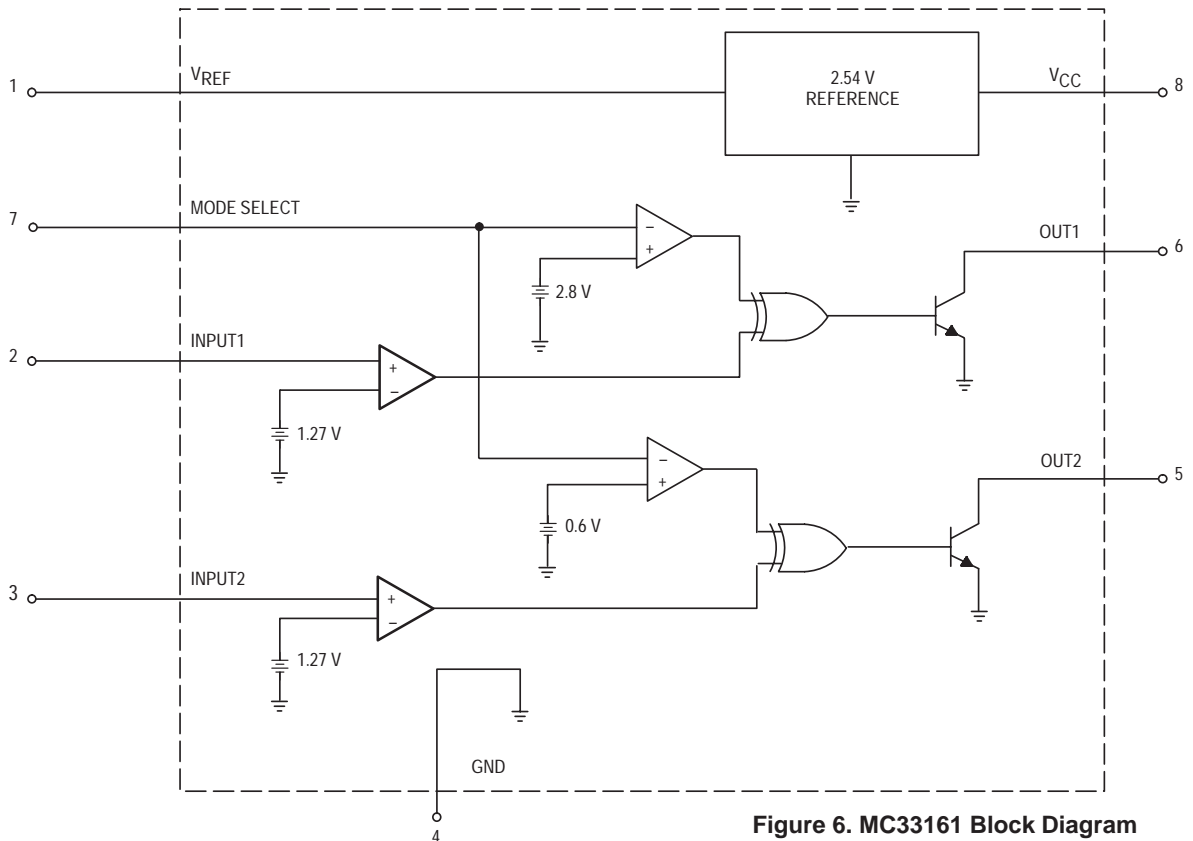 1
VREF
2.54 V
REFERENCE
VCC
8
7
MODE SELECT
−
+
2.8 V
OUT1
6
2
INPUT1
+
−
1.27 V
−
+
0.6 V
OUT2
5
3
INPUT2
+
−
1.27 V
GND
4
Figure 6. MC33161 Block Diagram